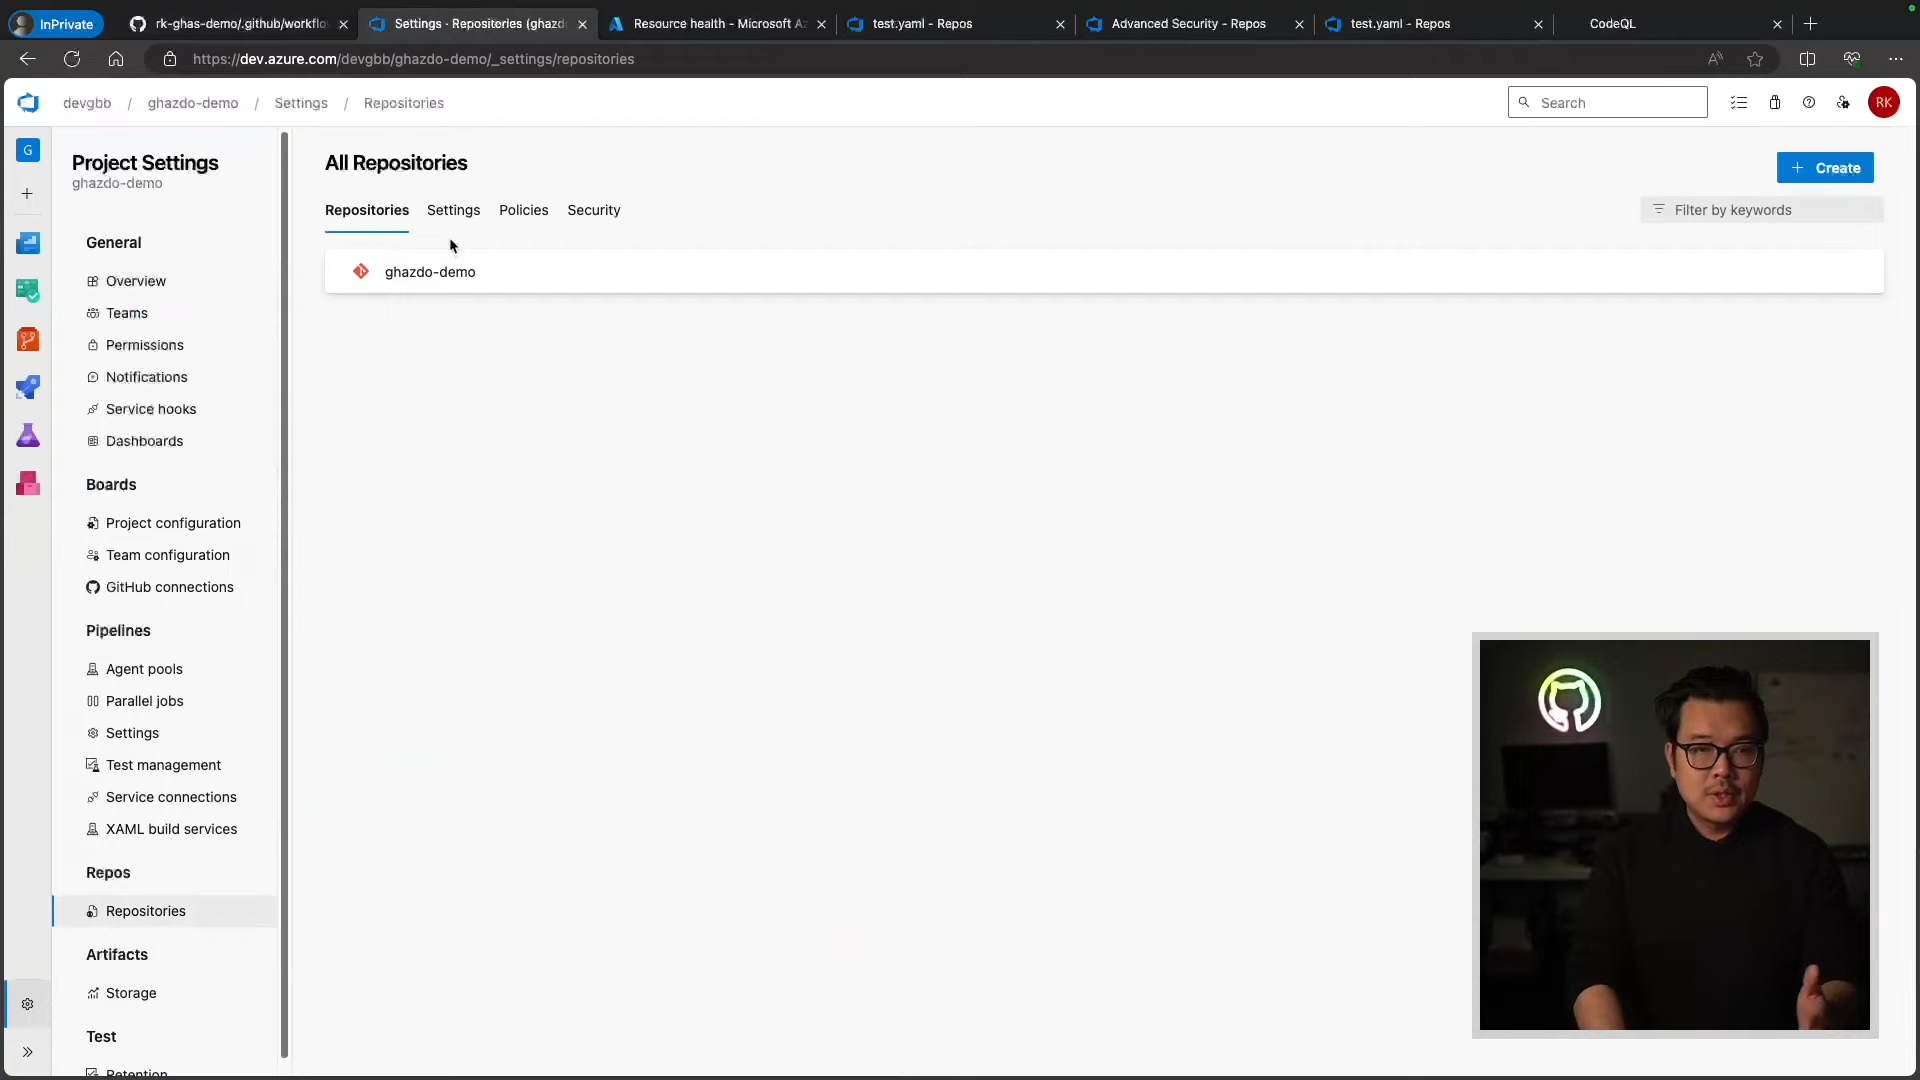 InPrivate
rk-ghas-demo/.github/workflo
Settings · Repositories (ghazdo
Resource health - Microsoft Az
test.yaml - Repos
Advanced Security - Repos
test.yaml - Repos
CodeQL
https://dev.azure.com/devgbb/ghazdo-demo/_settings/repositories
devgbb / ghazdo-demo / Settings / Repositories
Search
RK
G
Project Settings
ghazdo-demo
General
Overview
Teams
Permissions
Notifications
Service hooks
Dashboards
Boards
Project configuration
Team configuration
GitHub connections
Pipelines
Agent pools
Parallel jobs
Settings
Test management
Service connections
XAML build services
Repos
Repositories
Artifacts
Storage
Test
Retention
All Repositories
Create
Repositories
Settings
Policies
Security
Filter by keywords
ghazdo-demo